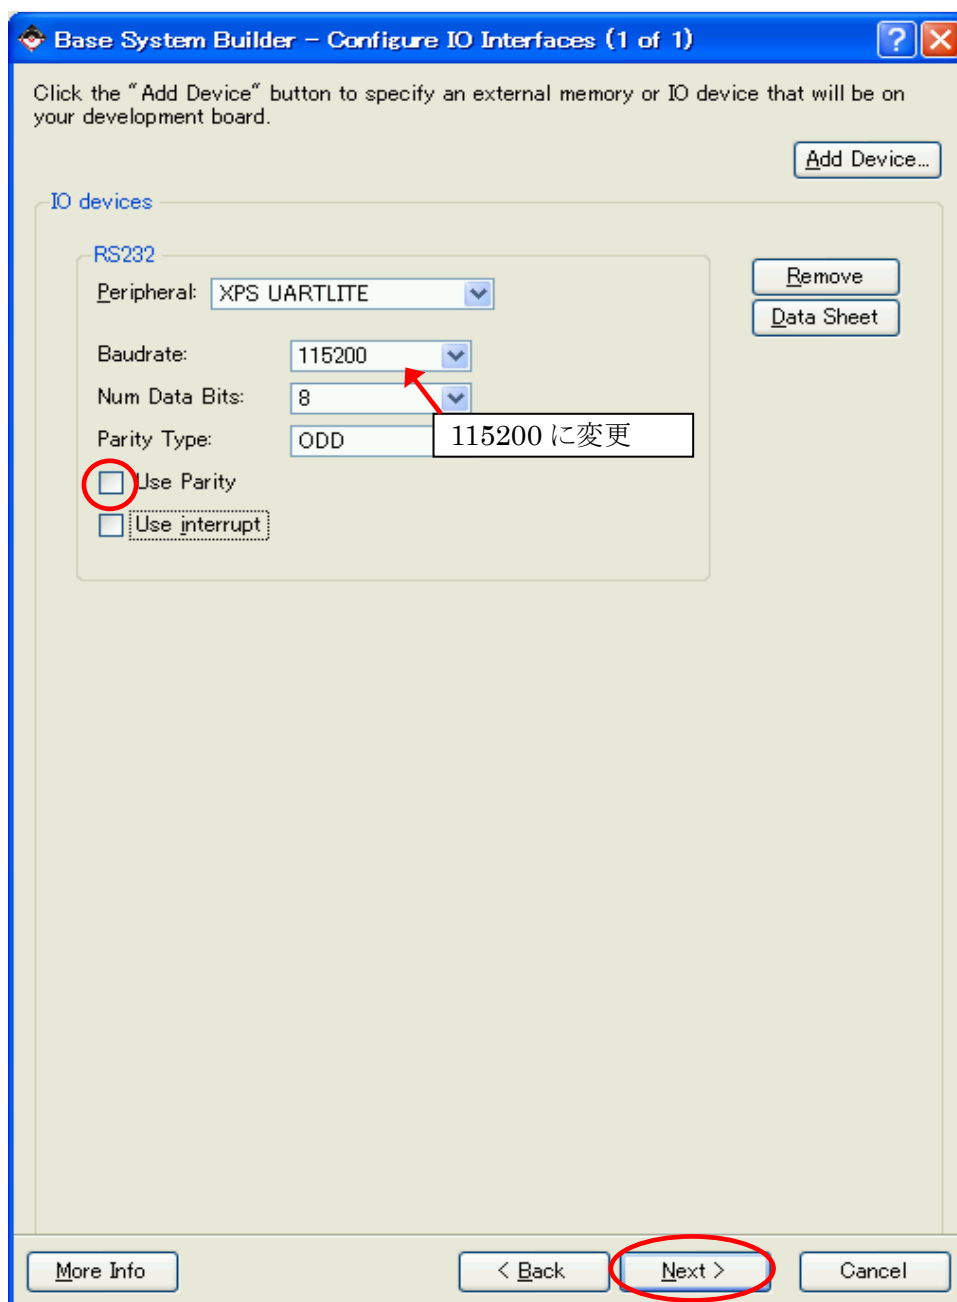 Base System Builder - Configure IO Interfaces (1 of 1)
Click the "Add Device" button to specify an external memory or IO device that will be on
your development board.
Add Device...
IO devices
RS232
Peripheral: XPS UARTLITE
Remove
Data Sheet
Baudrate: 115200
Num Data Bits: 8
Parity Type: ODD
115200 に変更
Use Parity
Use interrupt
More Info
< Back
Next >
Cancel